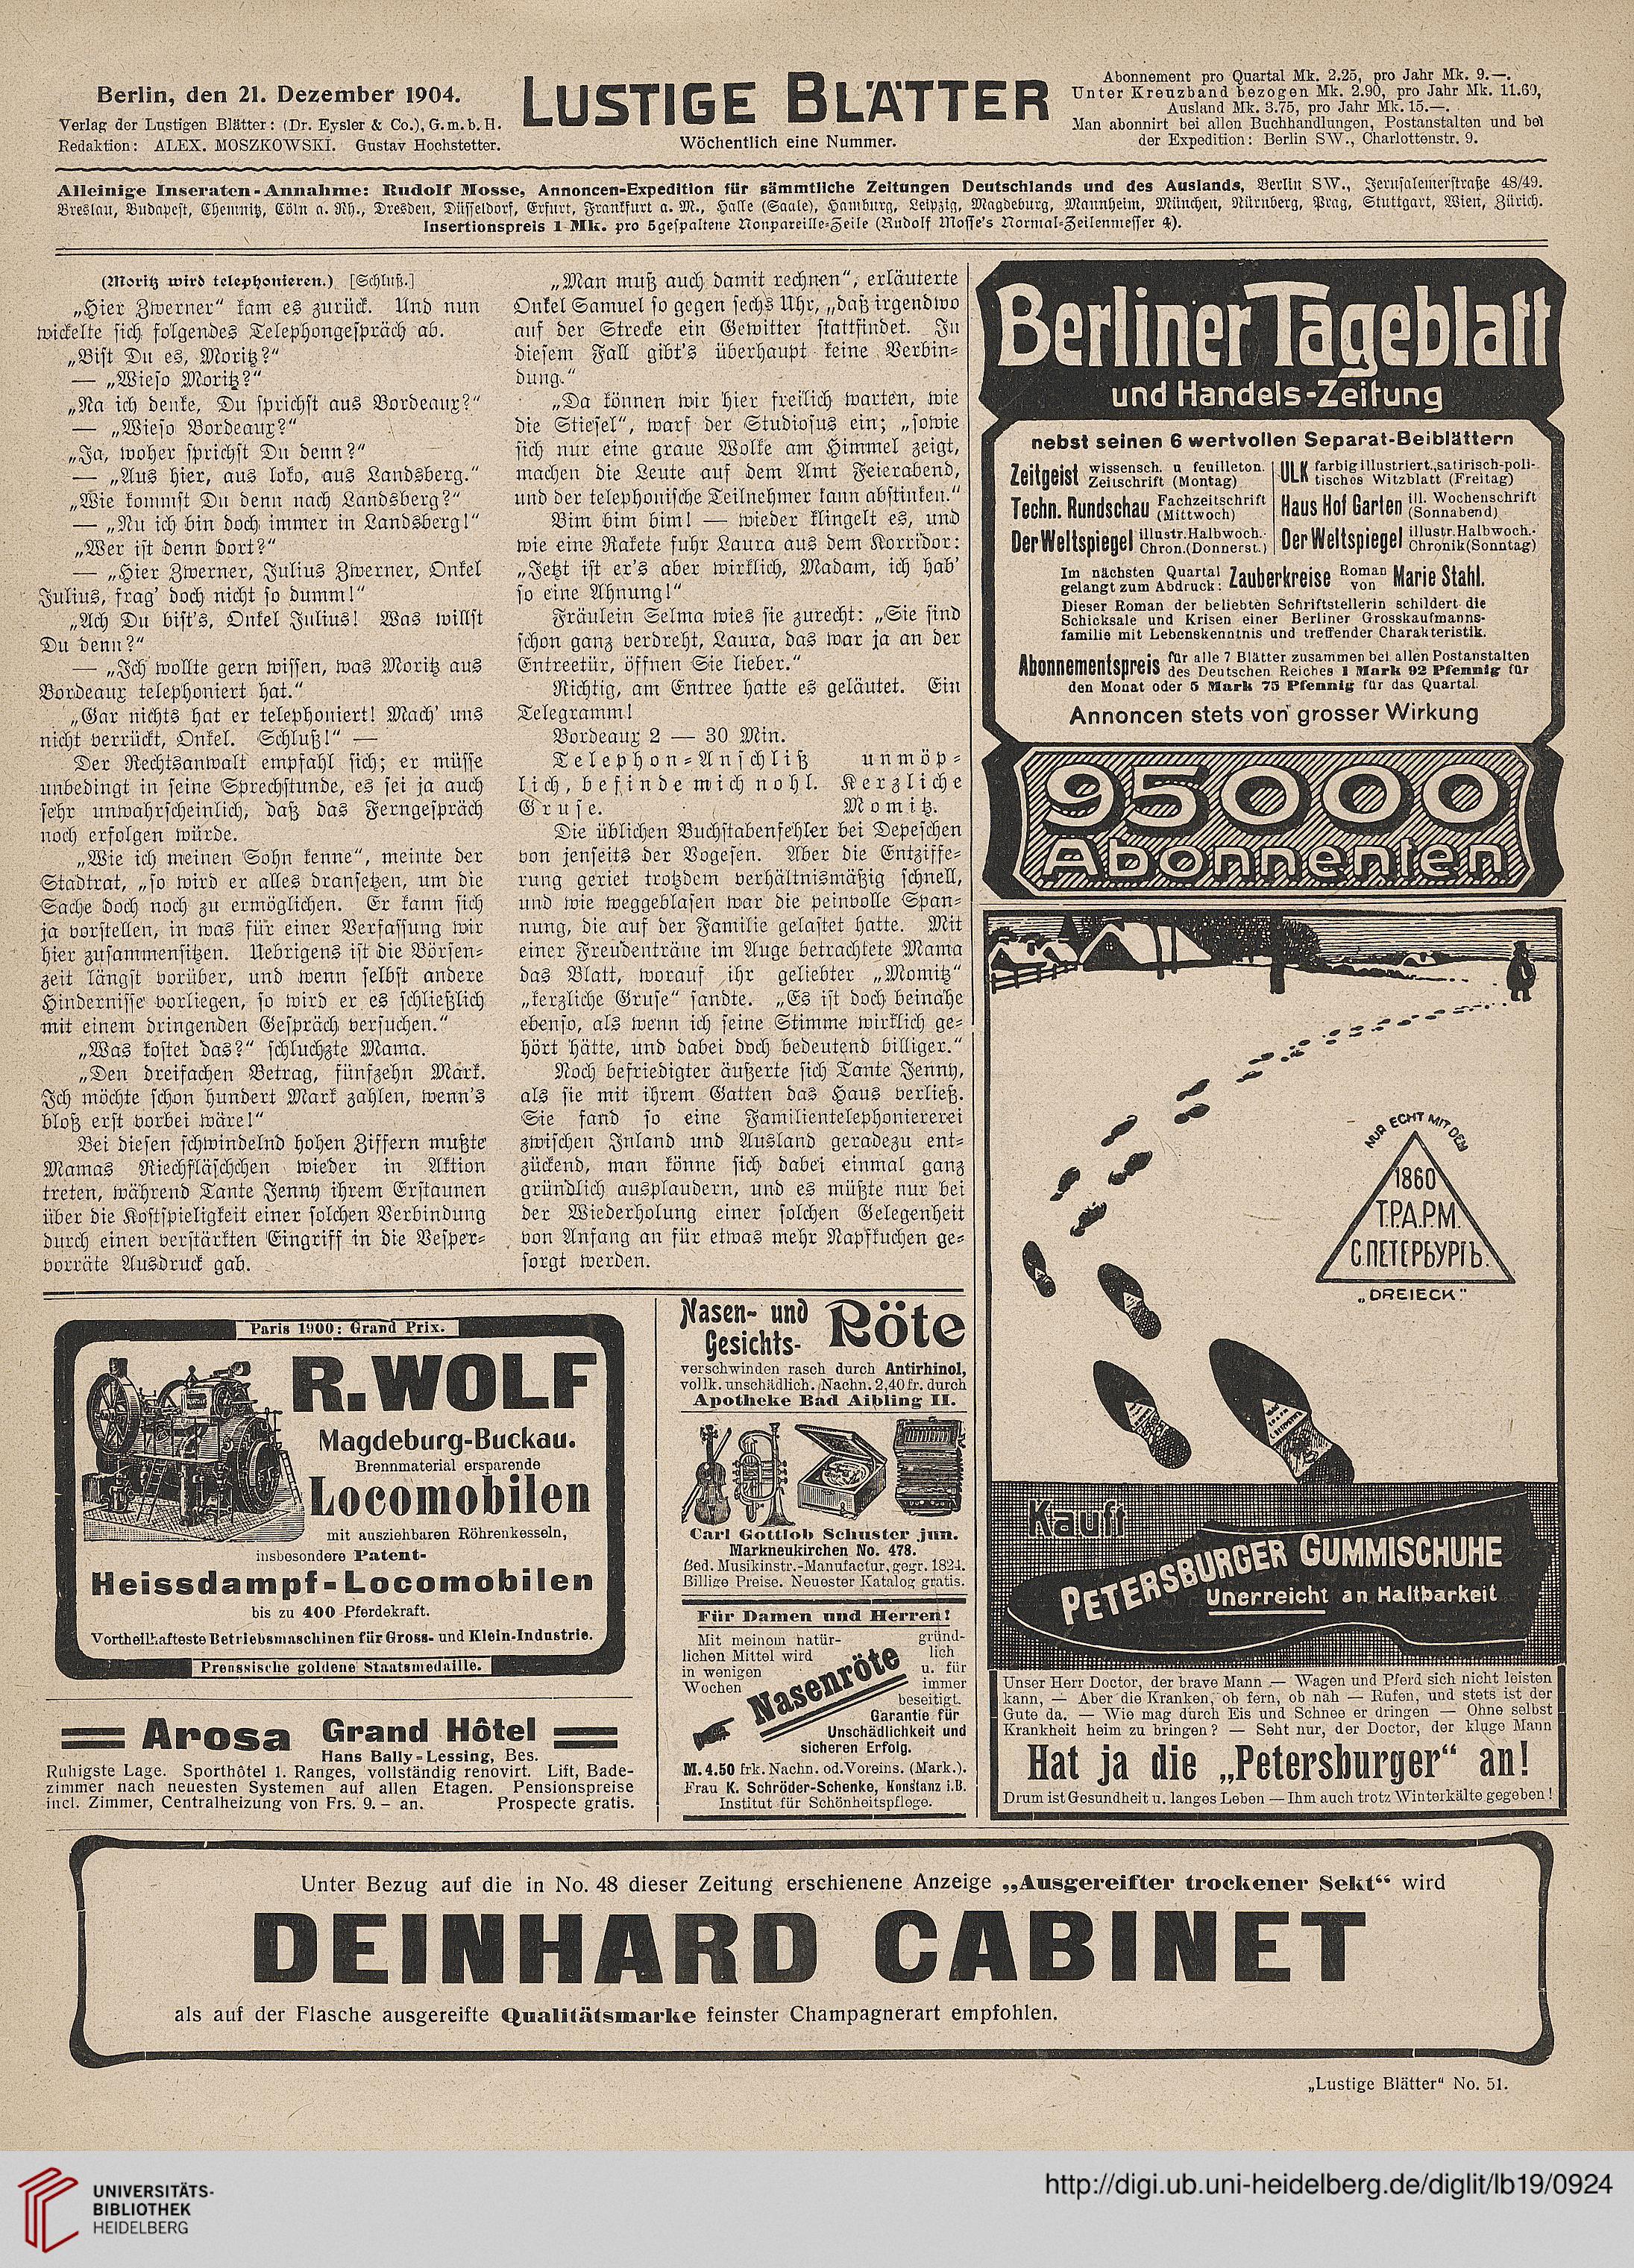 Berlin, den 21. Dezember 1904.
Verlag der Lustigen Blätter: (Dr. Eysler & Co.), G. m. b. H.
Redaktion: ALEX. MOSZKOWSKI. Gustav Hochstetter.
LUSTIGE BLÄTTER
Wöchentlich eine Nummer.
Abonnement pro Quartal Mk. 2.25, pro Jahr Mk. 9.—.
Unter Kreuzband bezogen Mk. 2.90, pro Jahr Mk. 11.60,
Ausland Mk. 3.75, pro Jahr Mk. 15.—.
Man abonnirt bei allen Buchhandlungen, Postanstalten und bei
der Expedition: Berlin SW., Charlottenstr. 9.
Alleinige Inseraten-Annahme: Rudolf Mosse, Annoncen-Expedition für sämmtliche Zeitungen Deutschlands und des Auslands, Berlin SW., Jerusalemerstraße 48/49.
Breslau, Budapest, Chemnitz, Cöln a. Rh., Dresden, Düsseldorf, Erfurt, Frankfurt a. M., Halle (Saale), Hamburg, Leipzig, Magdeburg, Mannheim, München, Nürnberg, Prag, Stuttgart, Wien, Zürich.
Insertionspreis 1 Mk. pro 5gespaltene Nonpareille-Zeile (Rudolf Mosse's Normal-Zeilenmesser 4).
(Moritz wird telephonieren.) [Schluß.]
„Hier Zwerner“ kam es zurück. Und nun
wickelte sich folgendes Telephongespräch ab.
„Bist Du es, Moritz?“
— „Wieso Moritz?“
„Na ich denke, Du sprichst aus Bordeaux?“
— „Wieso Bordeaux?“
„Ja, woher sprichst Du denn?“
— „Aus hier, aus loko, aus Landsberg.“
„Wie kommst Du denn nach Landsberg?“
— „Nu ich bin doch immer in Landsberg!“
„Wer ist denn dort?“
— „Hier Zwerner, Julius Zwerner, Onkel
Julius, frag' doch nicht so dumm!“
„Ach Du bist's, Onkel Julius! Was willst
Du denn?“
— „Ich wollte gern wissen, was Moritz aus
Bordeaux telephoniert hat.“
„Gar nichts hat er telephoniert! Mach' uns
nicht verrückt, Onkel. Schluß!“ —
Der Rechtsanwalt empfahl sich; er müsse
unbedingt in seine Sprechstunde, es sei ja auch
sehr unwahrscheinlich, daß das Ferngespräch
noch erfolgen würde.
„Wie ich meinen Sohn kenne“, meinte der
Stadtrat, „so wird er alles dransetzen, um die
Sache doch noch zu ermöglichen. Er kann sich
ja vorstellen, in was für einer Verfassung wir
hier zusammensitzen. Uebrigens ist die Börsen-
zeit längst vorüber, und wenn selbst andere
Hindernisse vorliegen, so wird er es schließlich
mit einem dringenden Gespräch versuchen.“
„Was kostet das?“ schluchzte Mama.
„Den dreifachen Betrag, fünfzehn Mark.
Ich möchte schon hundert Mark zahlen, wenn's
bloß erst vorbei wäre!“
Bei diesen schwindelnd hohen Ziffern mußte
Mamas Riechfläschchen wieder in Aktion
treten, während Tante Jenny ihrem Erstaunen
über die Kostspieligkeit einer solchen Verbindung
durch einen verstärkten Eingriff in die Vesper-
vorräte Ausdruck gab.
„Man muß auch damit rechnen“, erläuterte
Onkel Samuel so gegen sechs Uhr, „daß irgendwo
auf der Strecke ein Gewitter stattfindet. In
diesem Fall gibt's überhaupt keine Verbin-
dung.“
„Da können wir hier freilich warten, wie
die Stiesel“, warf der Studiosus ein; „sowie
sich nur eine graue Wolke am Himmel zeigt,
machen die Leute auf dem Amt Feierabend,
und der telephonische Teilnehmer kann abstinken.“
Bim bim bim! — wieder klingelt es, und
wie eine Rakete fuhr Laura aus dem Korridor:
„Jetzt ist er's aber wirklich, Madam, ich hab'
so eine Ahnung!“
Fräulein Selma wies sie zurecht: „Sie sind
schon ganz verdreht, Laura, das war ja an der
Entreetür, öffnen Sie lieber.“
Richtig, am Entree hatte es geläutet. Ein
Telegramm!
Bordeaux 2 — 30 Min.
Telephon-Anschliß unmöp-
lich, befinde mich nohl. Kerzliche
Gruse. Momitz.
Die üblichen Buchstabenfehler bei Depeschen
von jenseits der Vogesen. Aber die Entziffe-
rung geriet trotzdem verhältnismäßig schnell,
und wie weggeblasen war die peinvolle Span-
nung, die auf der Familie gelastet hatte. Mit
einer Freudenträne im Auge betrachtete Mama
das Blatt, worauf ihr geliebter „Momitz“
„kerzliche Gruse“ sandte. „Es ist doch beinahe
ebenso, als wenn ich seine Stimme wirklich ge-
hört hätte, und dabei doch bedeutend billiger.“
Noch befriedigter äußerte sich Tante Jenny,
als sie mit ihrem Gatten das Haus verließ.
Sie fand so eine Familientelephoniererei
zwischen Inland und Ausland geradezu ent-
zückend, man könne sich dabei einmal ganz
gründlich ausplaudern, und es müßte nur bei
der Wiederholung einer solchen Gelegenheit
von Anfang an für etwas mehr Napfkuchen ge-
sorgt werden.
Berliner Tageblatt
und Handels-Zeitung
nebst seinen 6 wertvollen Separat-Beiblättern
Zeitgeist wissensch. u feuilleton. Zeitschrift (Montag)
ULK farbig illustriert., satirisch-poli-tisches Witzblatt (Freitag)
Techn. Rundschau Fachzeitschrift (Mittwoch)
Haus Hof Garten ill. Wochenschrift (Sonnabend)
Der Weltspiegel illustr. Halbwoch.-Chron. (Donnerst.)
Der Weltspiegel illustr. Halbwoch.-Chronik (Sonntag)
Im nächsten Quartal gelangt zum Abdruck: Zauberkreise Roman von Marie Stahl.
Dieser Roman der beliebten Schriftstellerin schildert die
Schicksale und Krisen einer Berliner Grosskaufmanns-
familie mit Lebenskenntnis und treffender Charakteristik.
Abonnementspreis für alle 7 Blätter zusammen bei allen Postanstalten
des Deutschen Reiches 1 Mark 92 Pfennig für
den Monat oder 5 Mark 75 Pfennig für das Quartal.
Annoncen stets von grosser Wirkung
95000
Abonnenten
NUR ECHT MIT DEM
1860
T.P.A.P.M.
С.ПЕТЕРБУРГЪ.
„DREIECK“
Kauft
PETERSBURGER GUMMISCHUHE
Unerreicht an Haltbarkeit
Unser Herr Doctor, der brave Mann — Wagen und Pferd sich nicht leisten
kann, — Aber die Kranken, ob fern, ob nah — Rufen, und stets ist der
Gute da. — Wie mag durch Eis und Schnee er dringen — Ohne selbst
Krankheit heim zu bringen? — Seht nur, der Doctor, der kluge Mann
Hat ja die „Petersburger“ an!
Drum ist Gesundheit u. langes Leben — Ihm auch trotz Winterkälte gegeben!
Paris 1900: Grand Prix.
R. WOLF
Magdeburg-Buckau.
Brennmaterial ersparende
Locomobilen
mit ausziehbaren Röhrenkesseln,
insbesondere Patent-
Heissdampf-Locomobilen
bis zu 400 Pferdekraft.
Vortheilhafteste Betriebsmaschinen für Gross- und Klein-Industrie.
Preussische goldene Staatsmedaille.
Arosa Grand Hôtel
Hans Bally-Lessing, Bes.
Ruhigste Lage. Sporthôtel 1. Ranges, vollständig renovirt. Lift, Bade-
zimmer nach neuesten Systemen auf allen Etagen. Pensionspreise
incl. Zimmer, Centralheizung von Frs. 9.– an. Prospecte gratis.
Nasen- und Gesichts- Röte
verschwinden rasch durch Antirhinol,
vollk. unschädlich. Nachn. 2,40 fr. durch
Apotheke Bad Aibling II.
Carl Gottlob Schuster jun.
Markneukirchen No. 478.
Bed. Musikinstr.-Manufactur, gegr. 1824.
Billige Preise. Neuester Katalog gratis.
Für Damen und Herren!
Mit meinem natür-
lichen Mittel wird
in wenigen
Wochen
Nasenröte
gründ-
lich
u. für
immer
beseitigt.
Garantie für
Unschädlichkeit und
sicheren Erfolg.
M. 4.50 frk. Nachn. od. Voreins. (Mark.).
Frau K. Schröder-Schenke, Konstanz i. B.
Institut für Schönheitspflege.
Unter Bezug auf die in No. 48 dieser Zeitung erschienene Anzeige „Ausgereifter trockener Sekt“ wird
DEINHARD CABINET
als auf der Flasche ausgereifte Qualitätsmarke feinster Champagnerart empfohlen.
„Lustige Blätter“ No. 51.
UNIVERSITÄTS-
BIBLIOTHEK
HEIDELBERG
http://digi.ub.uni-heidelberg.de/diglit/lb19/0924